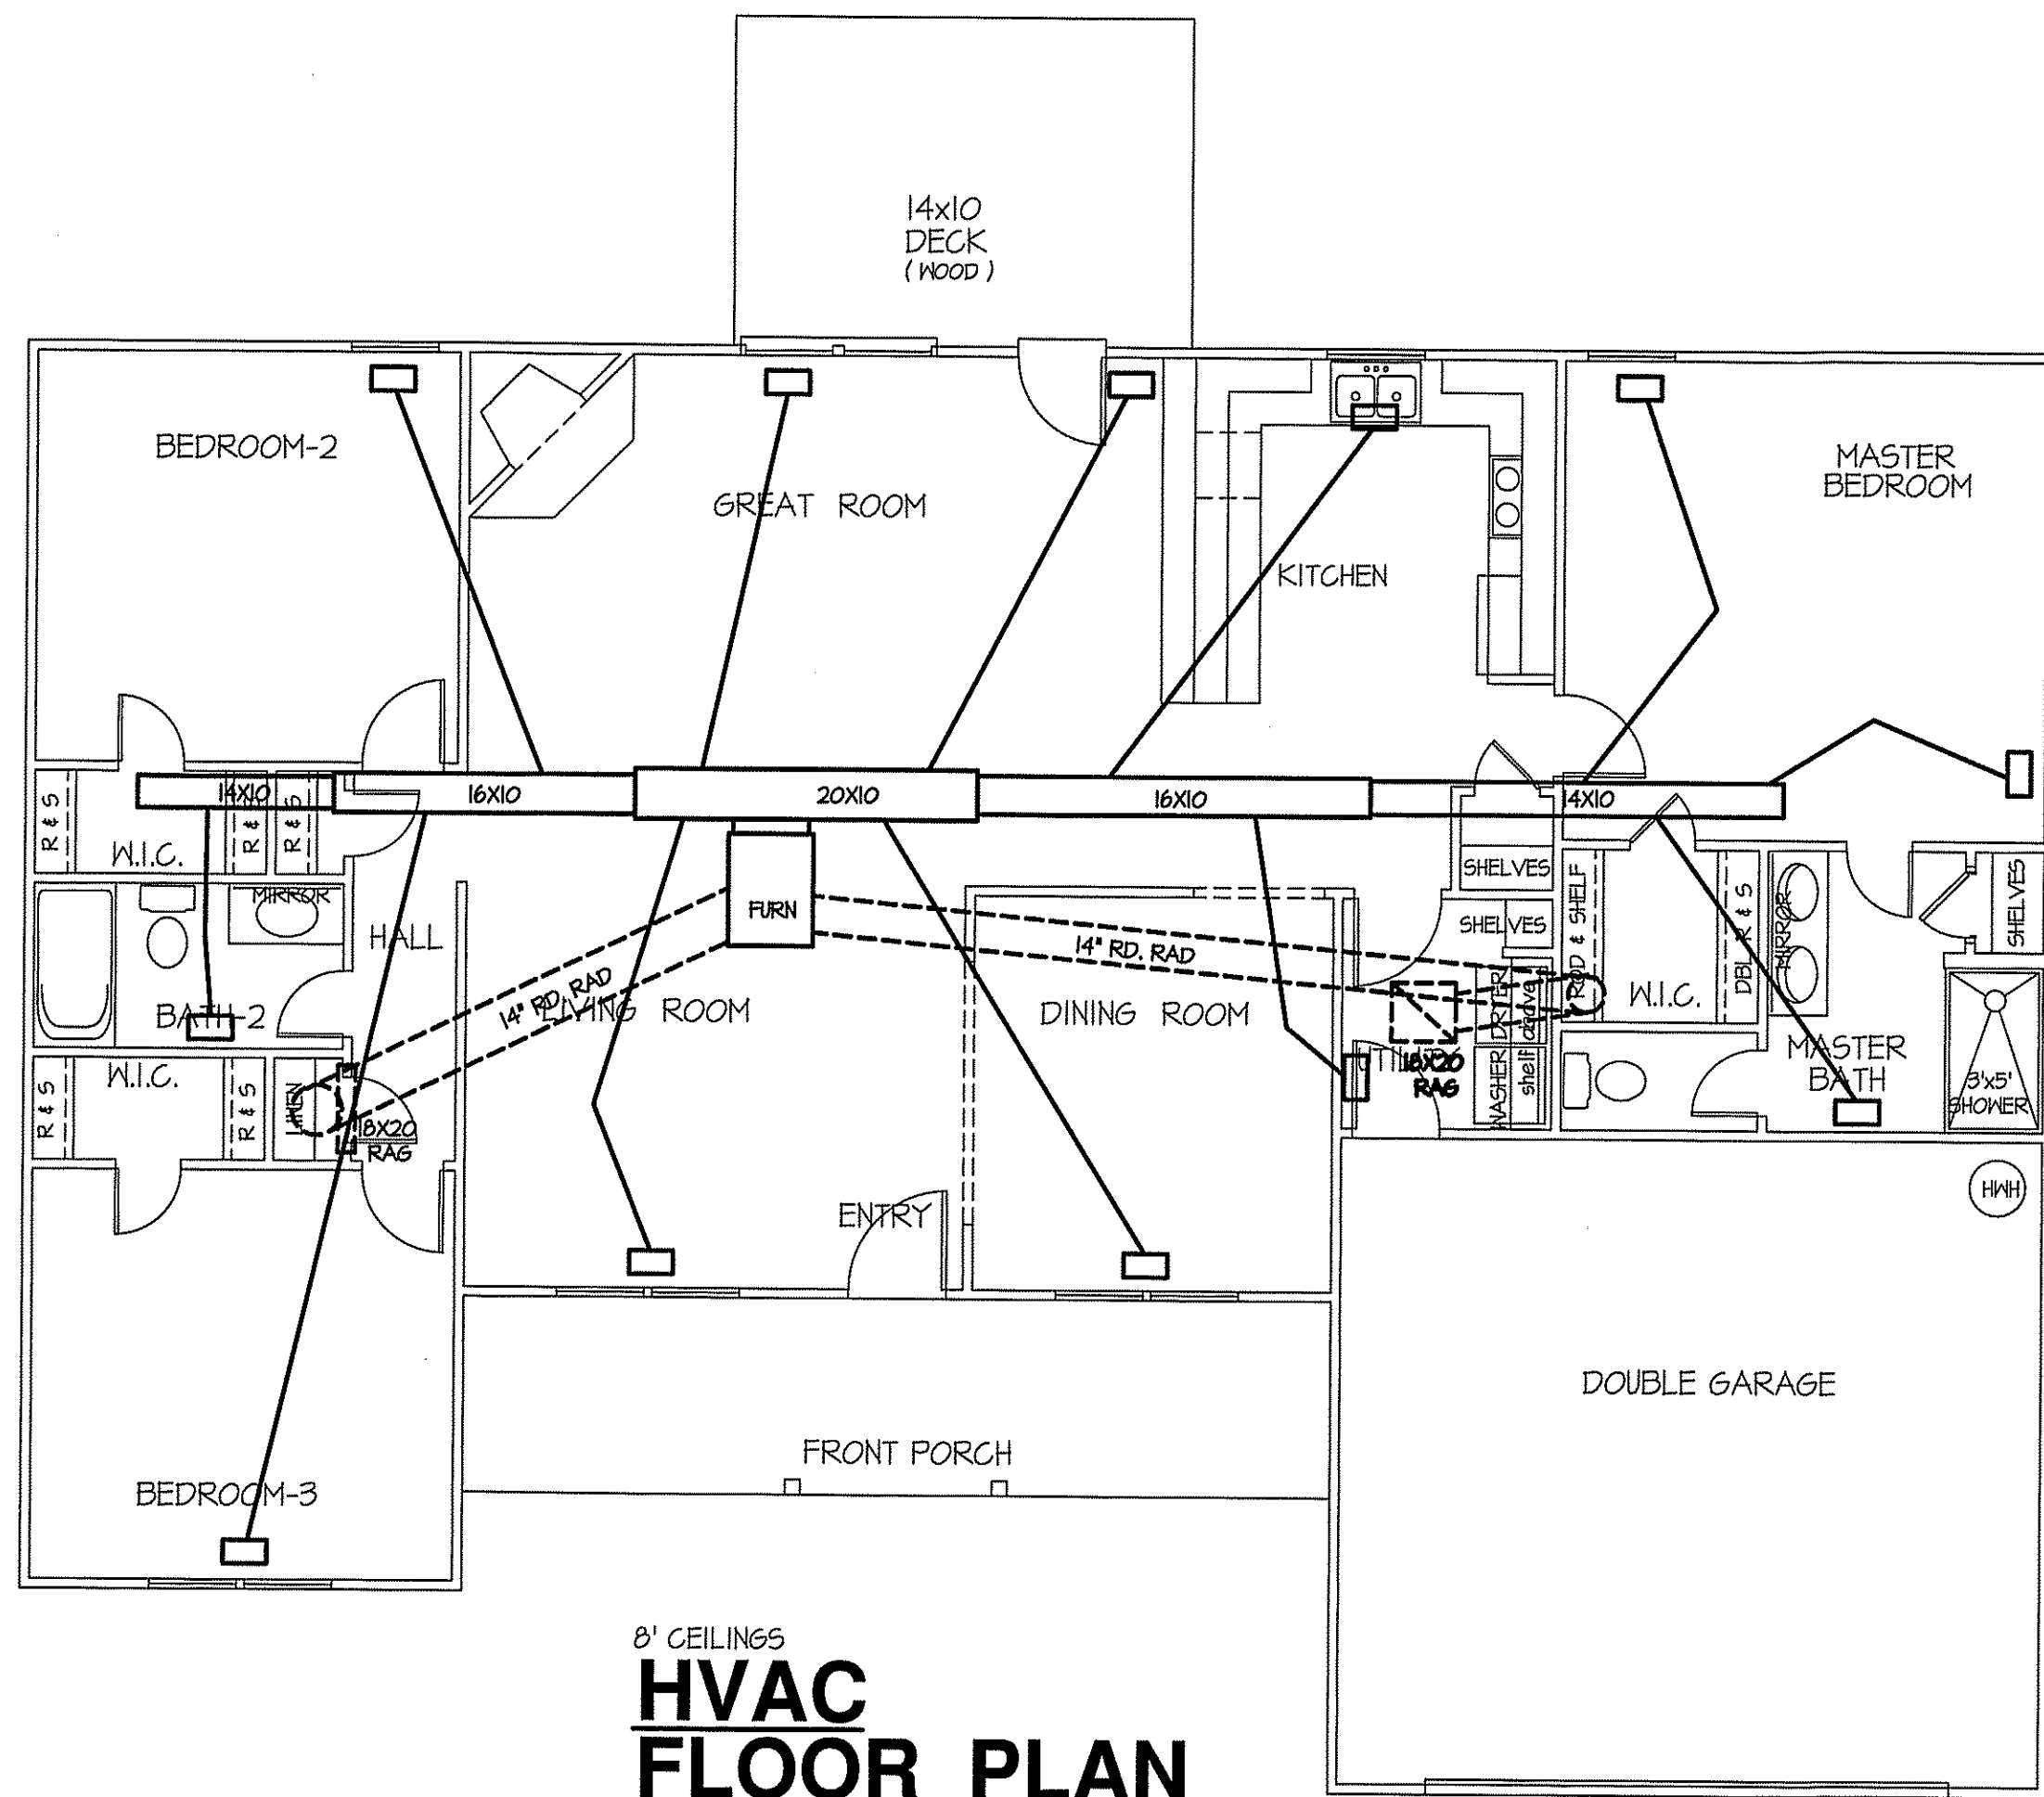 14x10
DECK
(WOOD)
BEDROOM-2
GREAT ROOM
KITCHEN
MASTER
BEDROOM
14X10
16X10
20X10
16X10
14X10
R & S
W.I.C.
R & S
R & S
MIRROR
HALL
FURN
SHELVES
SHELVES
ROD & SHELF
W.I.C.
DBL R & S
MIRROR
SHELVES
14" RD. RAD
14" RD. RAD
BATH-2
LIVING ROOM
DINING ROOM
DRYER
above
WASHER
shelf
18X20
RAG
MASTER
BATH
3'x5'
SHOWER
R & S
W.I.C.
R & S
LINEN
18X20
RAG
ENTRY
HWH
BEDROOM-3
FRONT PORCH
DOUBLE GARAGE
8' CEILINGS
HVAC
FLOOR PLAN